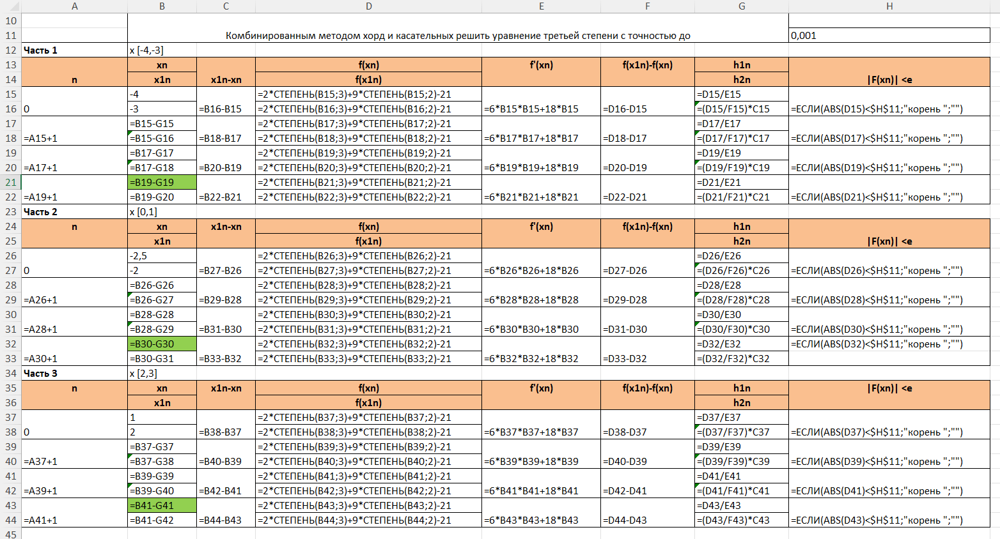 A B C D E F G H
10
11 Комбинированным методом хорд и касательных решить уравнение третьей степени с точностью до 0,001
12 Часть 1 x [-4,-3]
13 xn f(xn) f'(xn) f(x1n)-f(xn) h1n
14 n x1n x1n-xn f(x1n) h2n |F(xn)| <e
15 -4 =2*СТЕПЕНЬ(B15;3)+9*СТЕПЕНЬ(B15;2)-21 =D15/E15
16 0 -3 =B16-B15 =2*СТЕПЕНЬ(B16;3)+9*СТЕПЕНЬ(B16;2)-21 =6*B15*B15+18*B15 =D16-D15 =(D15/F15)*C15 =ЕСЛИ(ABS(D15)<$H$11;"корень ";"")
17 =B15-G15 =2*СТЕПЕНЬ(B17;3)+9*СТЕПЕНЬ(B17;2)-21 =D17/E17
18 =A15+1 =B15-G16 =B18-B17 =2*СТЕПЕНЬ(B18;3)+9*СТЕПЕНЬ(B18;2)-21 =6*B17*B17+18*B17 =D18-D17 =(D17/F17)*C17 =ЕСЛИ(ABS(D17)<$H$11;"корень ";"")
19 =B17-G17 =2*СТЕПЕНЬ(B19;3)+9*СТЕПЕНЬ(B19;2)-21 =D19/E19
20 =A17+1 =B17-G18 =B20-B19 =2*СТЕПЕНЬ(B20;3)+9*СТЕПЕНЬ(B20;2)-21 =6*B19*B19+18*B19 =D20-D19 =(D19/F19)*C19 =ЕСЛИ(ABS(D19)<$H$11;"корень ";"")
21 =B19-G19 =2*СТЕПЕНЬ(B21;3)+9*СТЕПЕНЬ(B21;2)-21 =D21/E21
22 =A19+1 =B19-G20 =B22-B21 =2*СТЕПЕНЬ(B22;3)+9*СТЕПЕНЬ(B22;2)-21 =6*B21*B21+18*B21 =D22-D21 =(D21/F21)*C21 =ЕСЛИ(ABS(D21)<$H$11;"корень ";"")
23 Часть 2 x [0,1]
24 n xn x1n-xn f(xn) f'(xn) f(x1n)-f(xn) h1n
25 x1n f(x1n) h2n |F(xn)| <e
26 -2,5 =2*СТЕПЕНЬ(B26;3)+9*СТЕПЕНЬ(B26;2)-21 =D26/E26
27 0 -2 =B27-B26 =2*СТЕПЕНЬ(B27;3)+9*СТЕПЕНЬ(B27;2)-21 =6*B26*B26+18*B26 =D27-D26 =(D26/F26)*C26 =ЕСЛИ(ABS(D26)<$H$11;"корень ";"")
28 =B26-G26 =2*СТЕПЕНЬ(B28;3)+9*СТЕПЕНЬ(B28;2)-21 =D28/E28
29 =A26+1 =B26-G27 =B29-B28 =2*СТЕПЕНЬ(B29;3)+9*СТЕПЕНЬ(B29;2)-21 =6*B28*B28+18*B28 =D29-D28 =(D28/F28)*C28 =ЕСЛИ(ABS(D28)<$H$11;"корень ";"")
30 =B28-G28 =2*СТЕПЕНЬ(B30;3)+9*СТЕПЕНЬ(B30;2)-21 =D30/E30
31 =A28+1 =B28-G29 =B31-B30 =2*СТЕПЕНЬ(B31;3)+9*СТЕПЕНЬ(B31;2)-21 =6*B30*B30+18*B30 =D31-D30 =(D30/F30)*C30 =ЕСЛИ(ABS(D30)<$H$11;"корень ";"")
32 =B30-G30 =2*СТЕПЕНЬ(B32;3)+9*СТЕПЕНЬ(B32;2)-21 =D32/E32 =ЕСЛИ(ABS(D32)<$H$11;"корень ";"")
33 =A30+1 =B30-G31 =B33-B32 =2*СТЕПЕНЬ(B33;3)+9*СТЕПЕНЬ(B33;2)-21 =6*B32*B32+18*B32 =D33-D32 =(D32/F32)*C32
34 Часть 3 x [2,3]
35 n xn x1n-xn f(xn) f'(xn) f(x1n)-f(xn) h1n |F(xn)| <e
36 x1n f(x1n) h2n
37 1 =2*СТЕПЕНЬ(B37;3)+9*СТЕПЕНЬ(B37;2)-21 =D37/E37
38 0 2 =B38-B37 =2*СТЕПЕНЬ(B38;3)+9*СТЕПЕНЬ(B38;2)-21 =6*B37*B37+18*B37 =D38-D37 =(D37/F37)*C37 =ЕСЛИ(ABS(D37)<$H$11;"корень ";"")
39 =B37-G37 =2*СТЕПЕНЬ(B39;3)+9*СТЕПЕНЬ(B39;2)-21 =D39/E39
40 =A37+1 =B37-G38 =B40-B39 =2*СТЕПЕНЬ(B40;3)+9*СТЕПЕНЬ(B40;2)-21 =6*B39*B39+18*B39 =D40-D39 =(D39/F39)*C39 =ЕСЛИ(ABS(D39)<$H$11;"корень ";"")
41 =B39-G39 =2*СТЕПЕНЬ(B41;3)+9*СТЕПЕНЬ(B41;2)-21 =D41/E41
42 =A39+1 =B39-G40 =B42-B41 =2*СТЕПЕНЬ(B42;3)+9*СТЕПЕНЬ(B42;2)-21 =6*B41*B41+18*B41 =D42-D41 =(D41/F41)*C41 =ЕСЛИ(ABS(D41)<$H$11;"корень ";"")
43 =B41-G41 =2*СТЕПЕНЬ(B43;3)+9*СТЕПЕНЬ(B43;2)-21 =D43/E43
44 =A41+1 =B41-G42 =B44-B43 =2*СТЕПЕНЬ(B44;3)+9*СТЕПЕНЬ(B44;2)-21 =6*B43*B43+18*B43 =D44-D43 =(D43/F43)*C43 =ЕСЛИ(ABS(D43)<$H$11;"корень ";"")
45